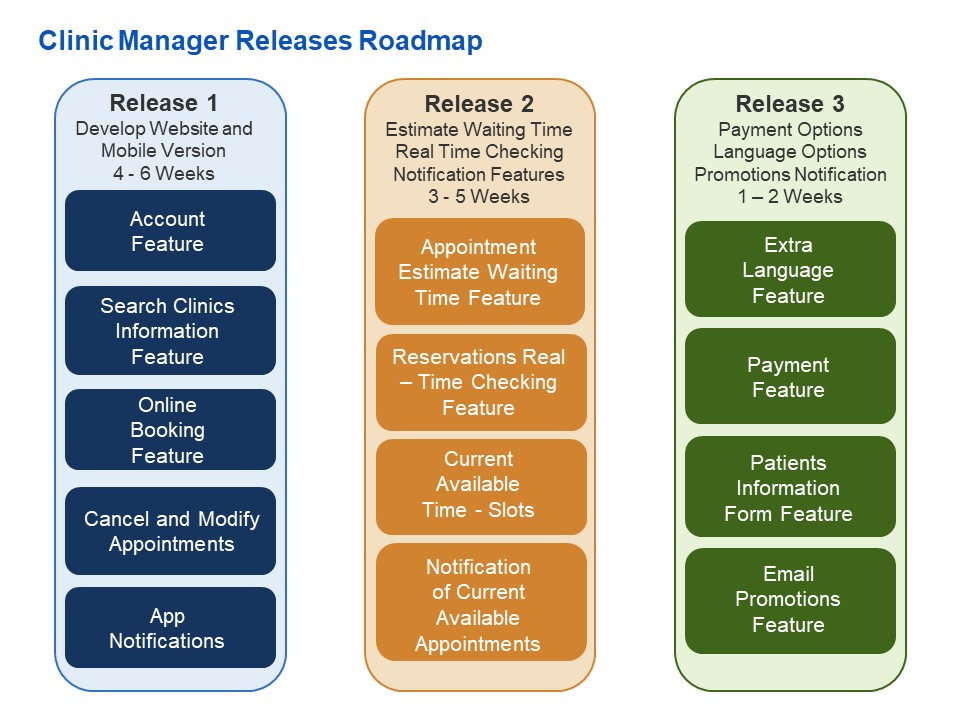 Clinic Manager Releases Roadmap
Release 1
Develop Website and
Mobile Version
4 - 6 Weeks
Account
Feature
Search Clinics
Information
Feature
Online
Booking
Feature
Cancel and Modify
Appointments
App
Notifications
Release 2
Estimate Waiting Time
Real Time Checking
Notification Features
3 - 5 Weeks
Appointment
Estimate Waiting
Time Feature
Reservations Real
– Time Checking
Feature
Current
Available
Time - Slots
Notification
of Current
Available
Appointments
Release 3
Payment Options
Language Options
Promotions Notification
1 – 2 Weeks
Extra
Language
Feature
Payment
Feature
Patients
Information
Form Feature
Email
Promotions
Feature